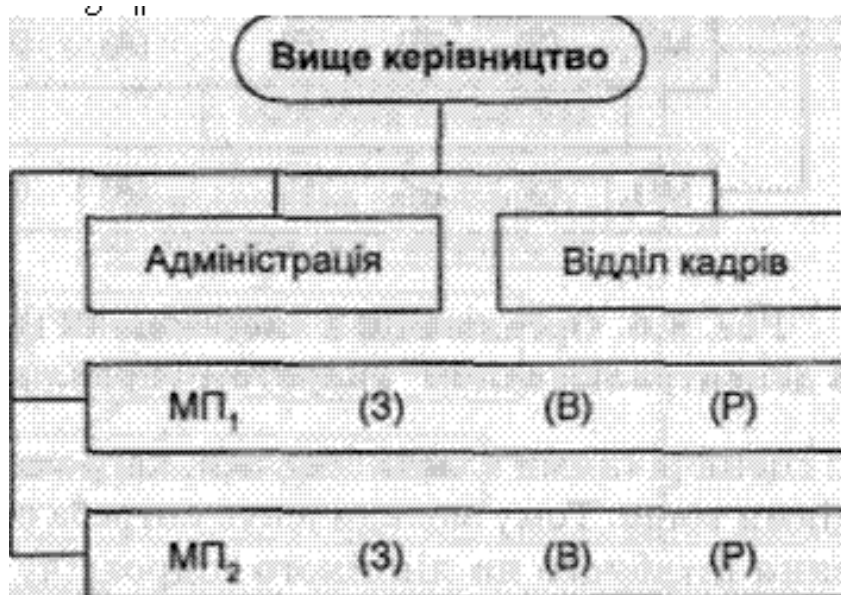 Вище керівництво
Адміністрація Відділ кадрів
МП₁ (З) (В) (Р)
МП₂ (З) (В) (Р)